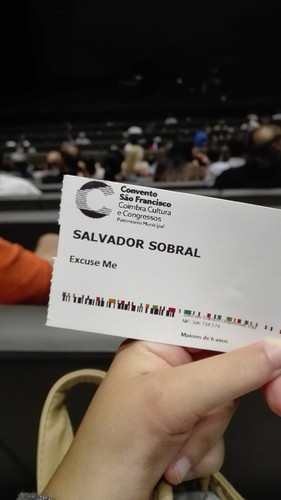 Convento
São Francisco
Coimbra Cultura
e Congressos
Património Municipal
SALVADOR SOBRAL
Excuse Me
Maiores de 6 anos